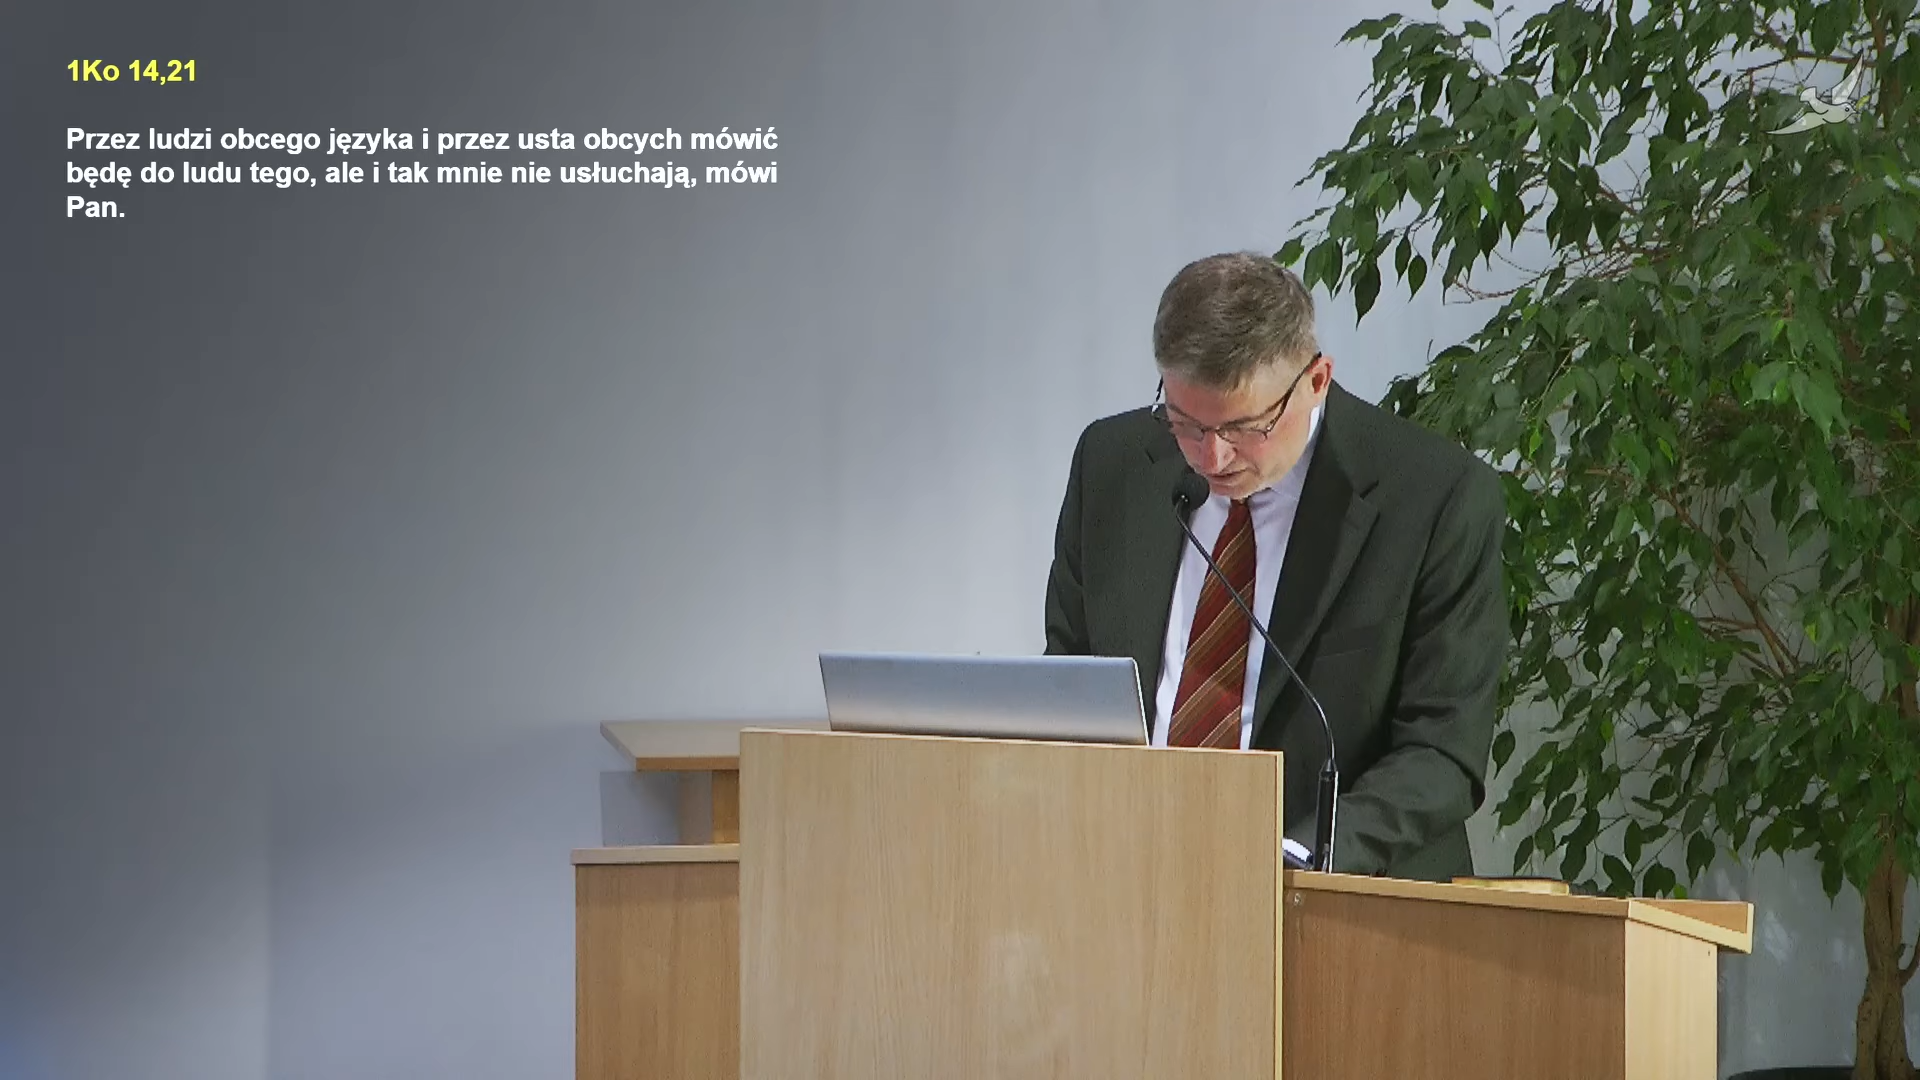 1Ko 14,21
Przez ludzi obcego języka i przez usta obcych mówić
będę do ludu tego, ale i tak mnie nie usłuchają, mówi
Pan.